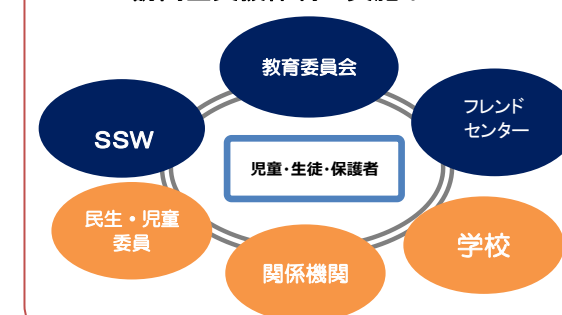 教育委員会
フレンド
センター
SSW
児童・生徒・保護者
民生・児童
委員
学校
関係機関